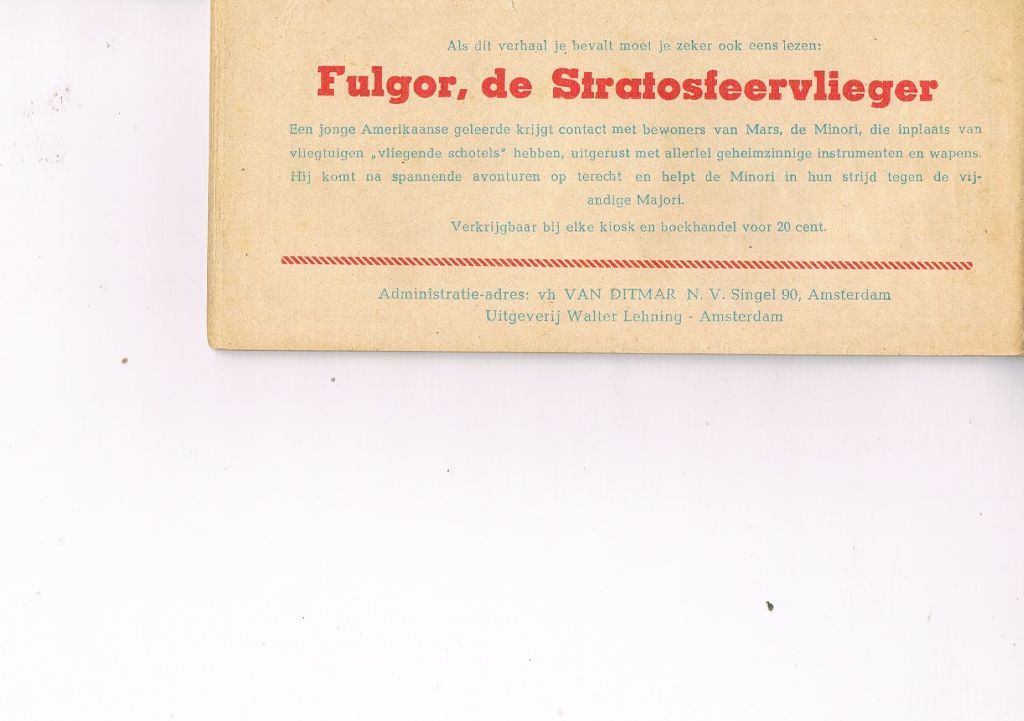 Als dit verhaal je bevalt moet je zeker ook eens lezen:
Fulgor, de Stratosfeervlieger
Een jonge Amerikaanse geleerde krijgt contact met bewoners van Mars, de Minori, die inplaats van
vliegtuigen „vliegende schotels" hebben, uitgerust met allerlei geheimzinnige instrumenten en wapens.
Hij komt na spannende avonturen op terecht en helpt de Minori in hun strijd tegen de vij-
andige Majori.
Verkrijgbaar bij elke kiosk en boekhandel voor 20 cent.
Administratie-adres: vh VAN DITMAR N. V. Singel 90, Amsterdam
Uitgeverij Walter Lehning - Amsterdam